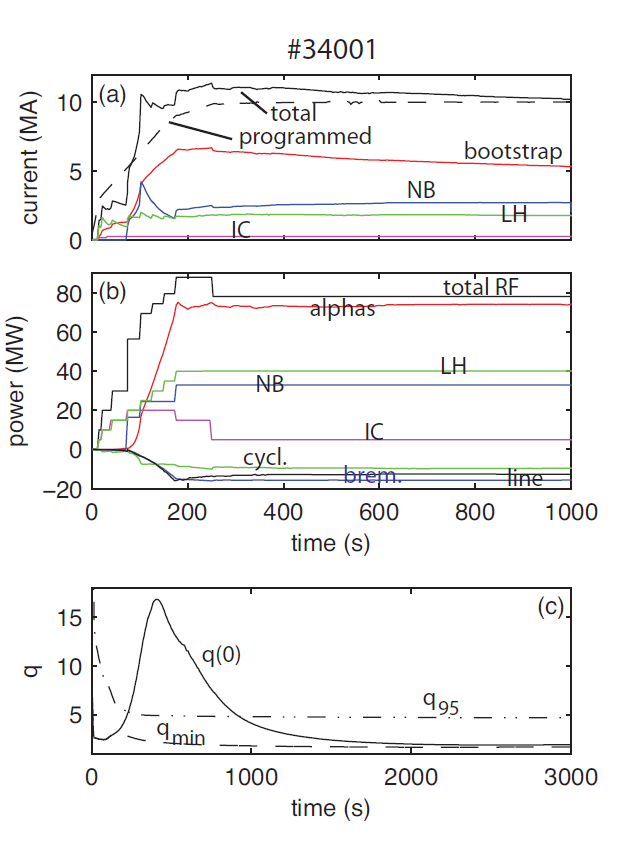 #34001
(a)
10
total
programmed
bootstrap
5
NB
LH
IC
0
current (MA)
(b)
80
total RF
alphas
60
40
LH
NB
20
IC
0
cycl.
brem.
line
−20
power (MW)
0 200 400 600 800 1000
time (s)
(c)
15
10
q(0)
q95
5
qmin
q
0 1000 2000 3000
time (s)